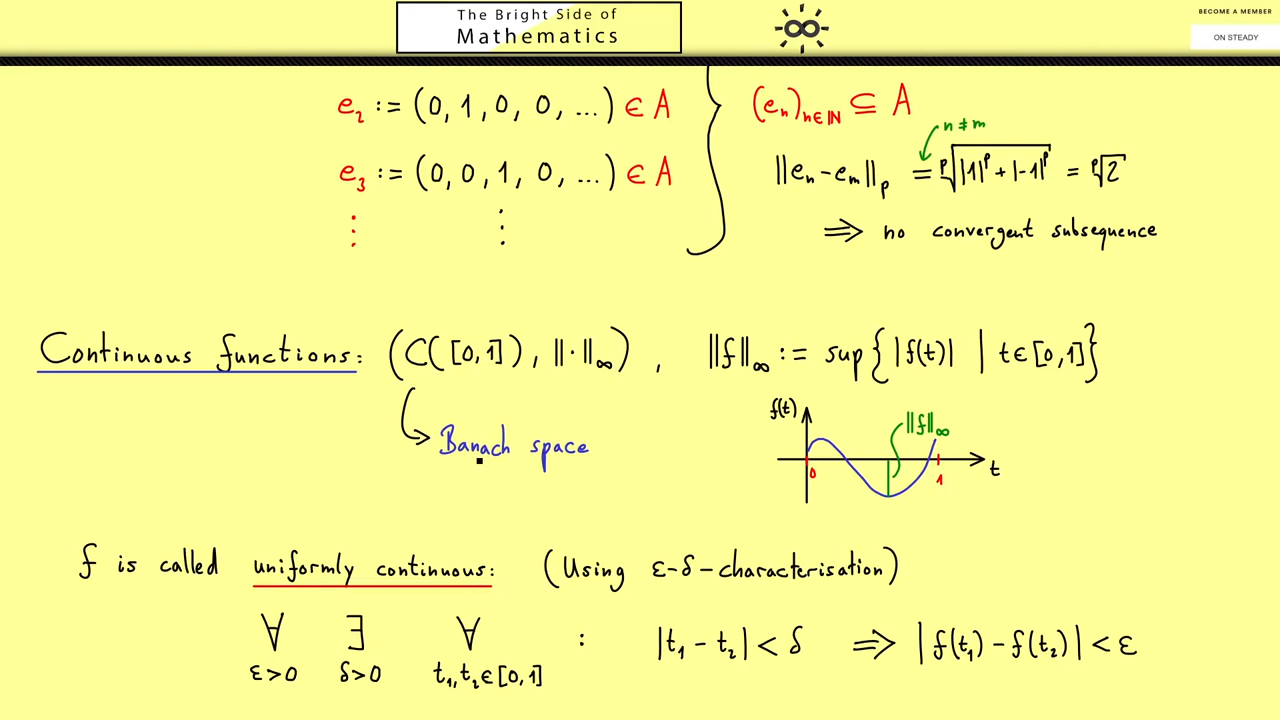 The Bright Side of
Mathematics
BECOME A MEMBER
ON STEADY
e₂ := (0, 1, 0, 0, ...) ∈ A
(eₙ)ₙ∈ℕ ⊆ A
n ≠ m
e₃ := (0, 0, 1, 0, ...) ∈ A
‖eₙ - eₘ‖ₚ = ᵖ√(|1|ᵖ + |-1|ᵖ) = ᵖ√2
⋮ ⋮
⟹ no convergent subsequence
Continuous functions: (C([0,1]), ‖·‖∞), ‖f‖∞ := sup{ |f(t)| | t∈[0,1] }
f(t)
‖f‖∞
Banach space
0 1 t
f is called uniformly continuous: (Using ε-δ-characterisation)
∀ ∃ ∀ : |t₁ - t₂| < δ ⟹ |f(t₁) - f(t₂)| < ε
ε>0 δ>0 t₁,t₂∈[0,1]